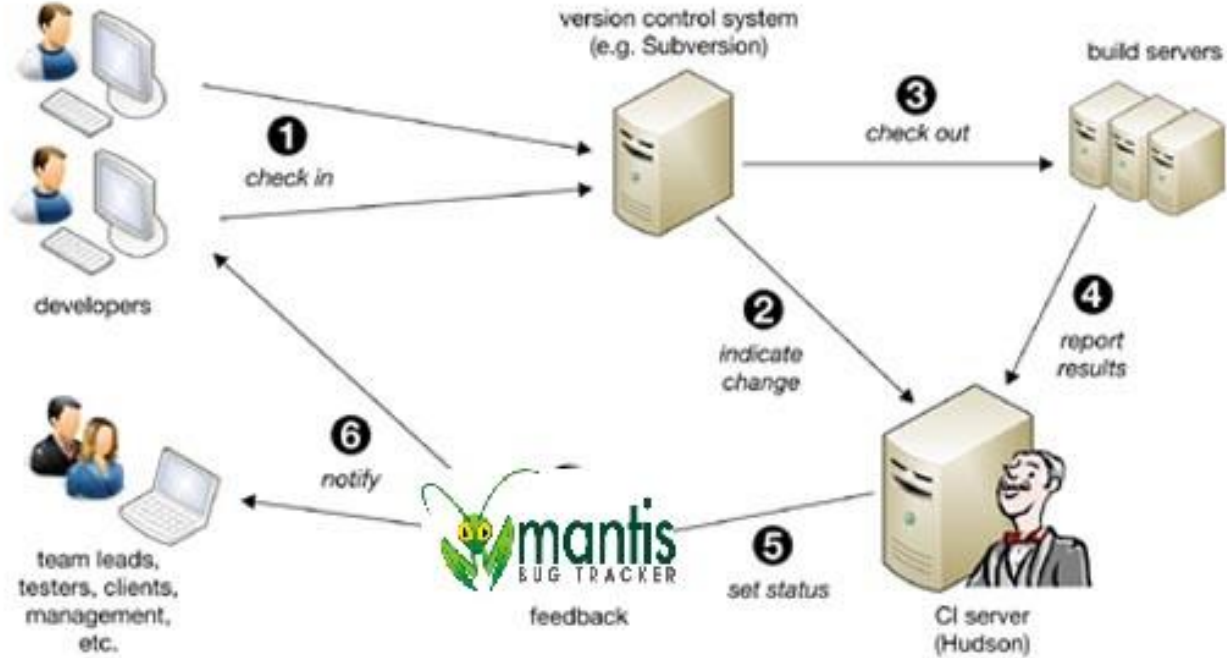 version control system
(e.g. Subversion)
build servers
1
check in
3
check out
developers
2
indicate
change
4
report
results
6
notify
mantis
BUG TRACKER
5
set status
feedback
team leads,
testers, clients,
management,
etc.
CI server
(Hudson)